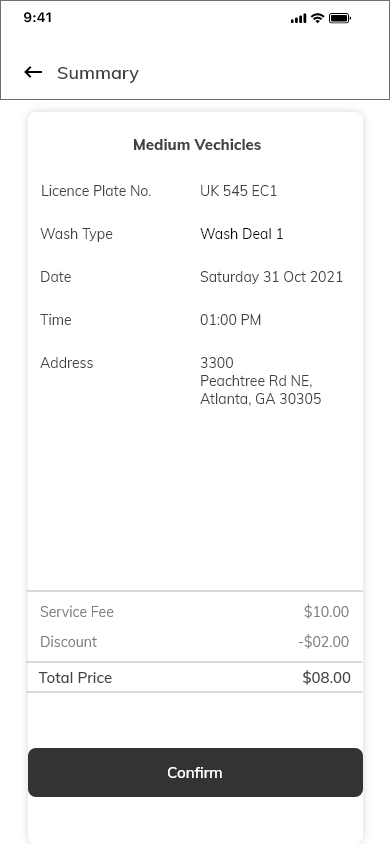 9:41
Summary
Medium Vechicles
Licence Plate No. UK 545 EC1
Wash Type Wash Deal 1
Date Saturday 31 Oct 2021
Time 01:00 PM
Address 3300
Peachtree Rd NE,
Atlanta, GA 30305
Service Fee $10.00
Discount -$02.00
Total Price $08.00
Confirm